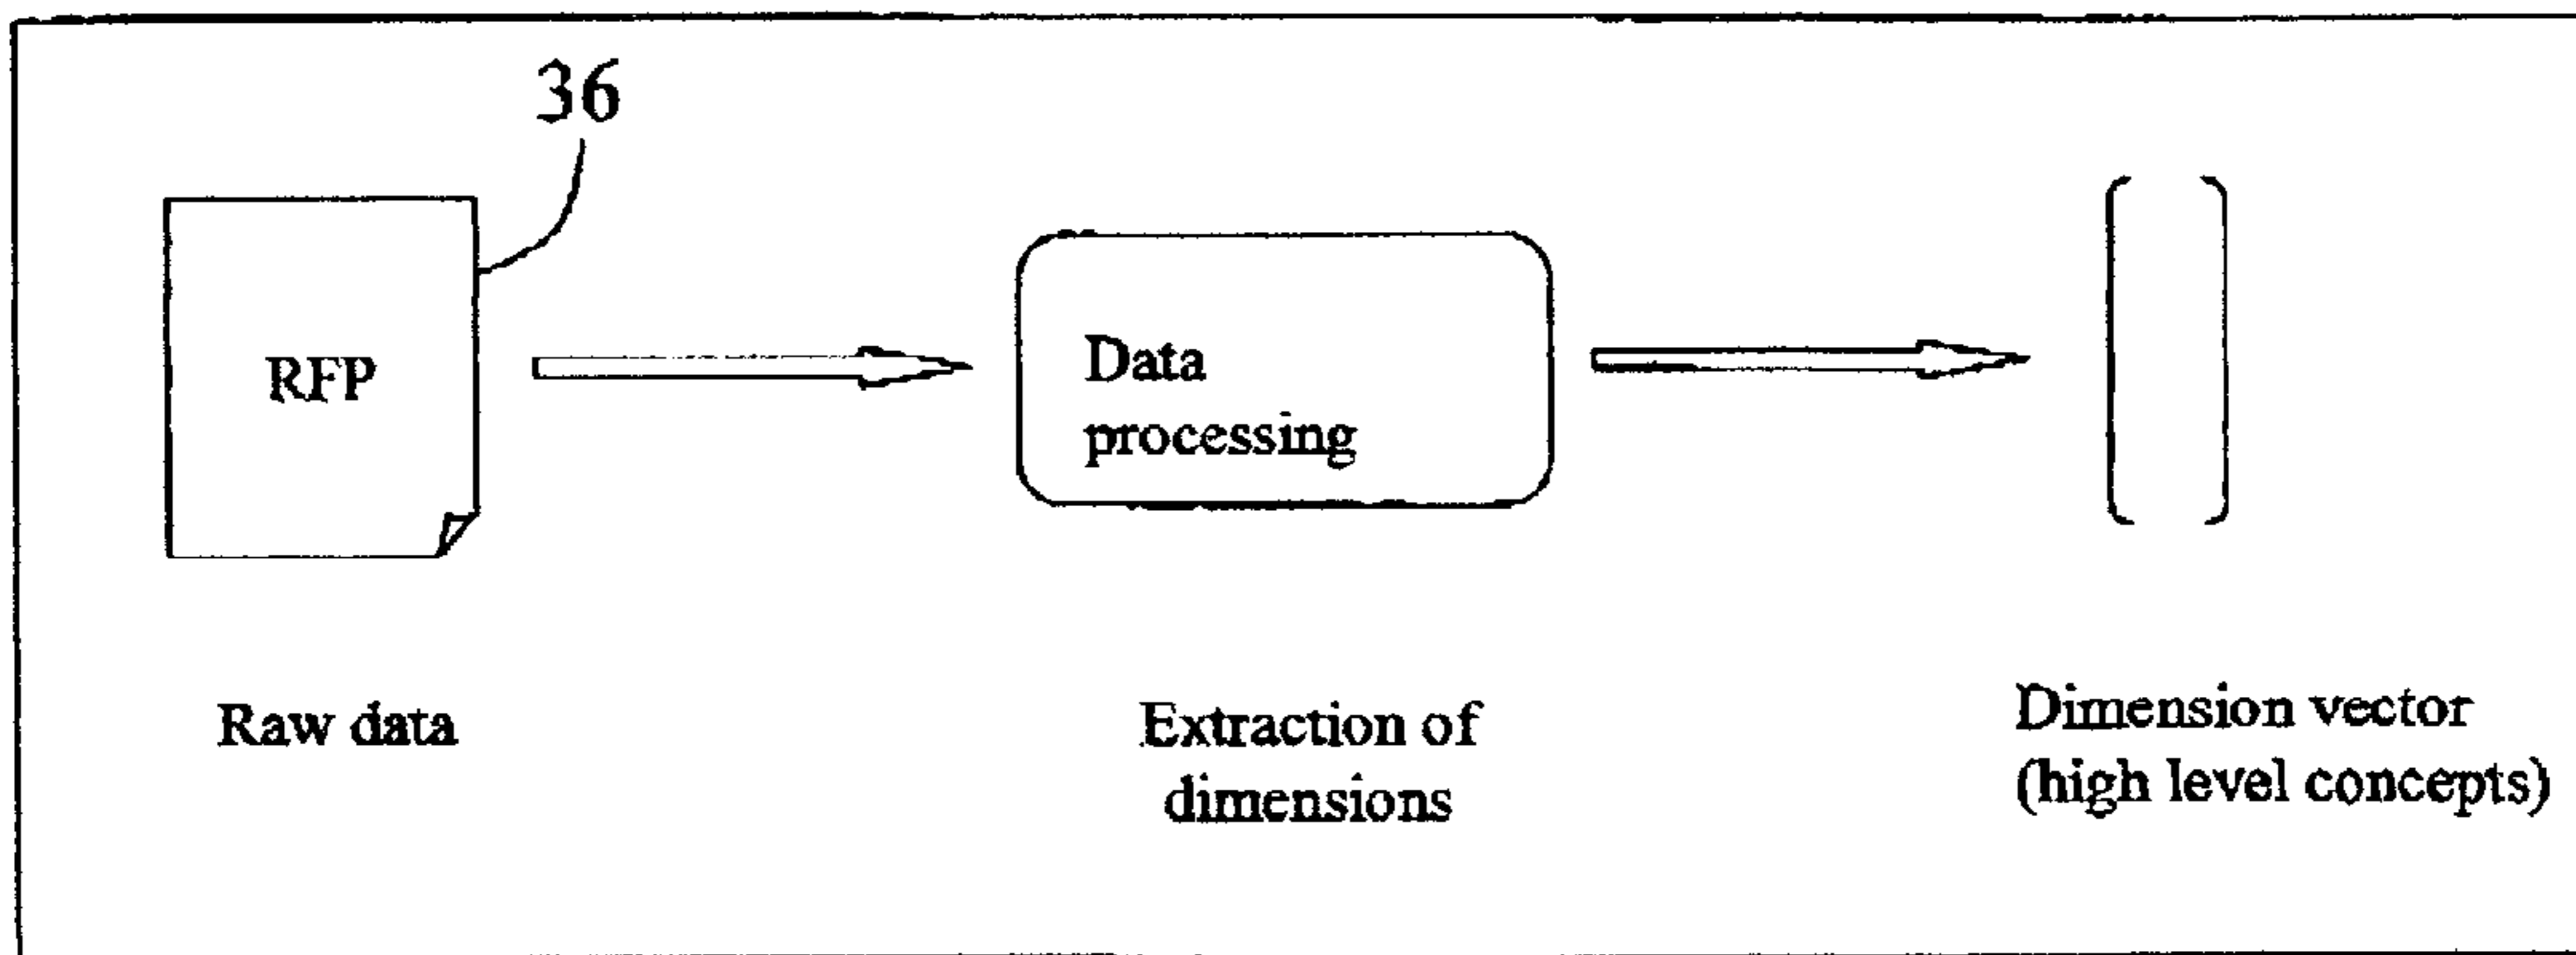 36
RFP
Data
processing
Raw data
Extraction of
dimensions
Dimension vector
(high level concepts)